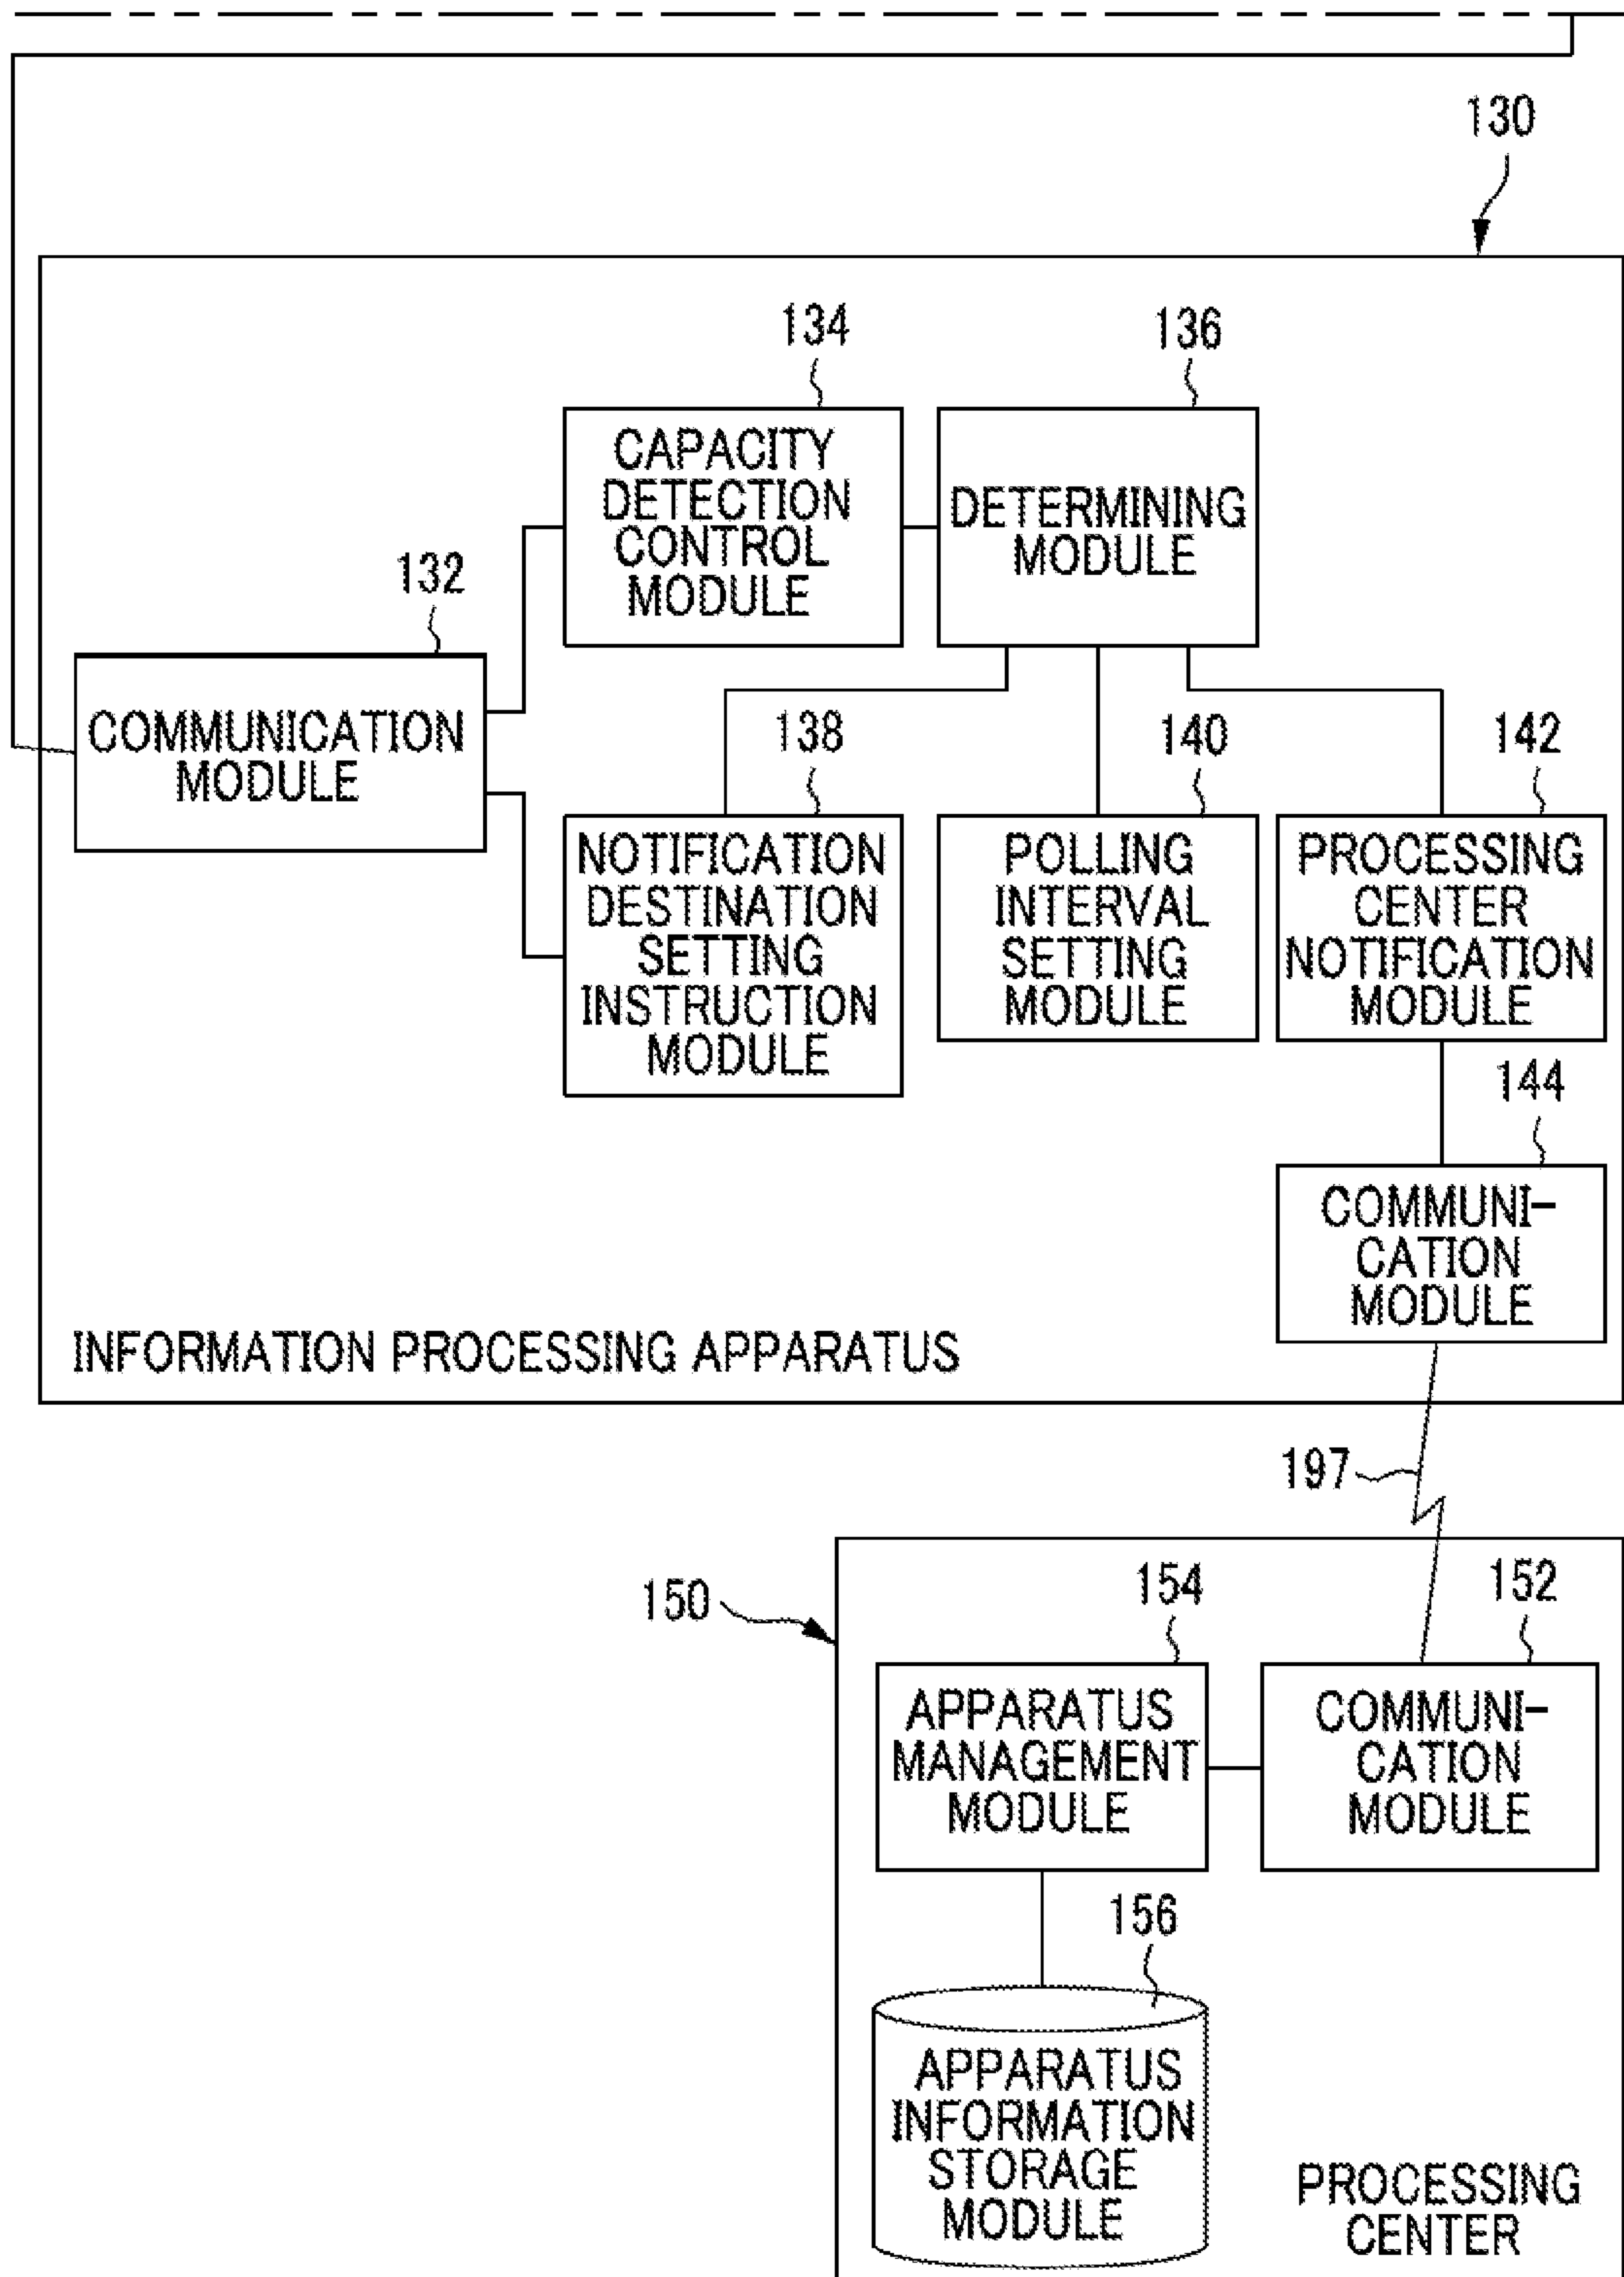 130
134
136
CAPACITY
DETECTION
CONTROL
MODULE
DETERMINING
MODULE
132
COMMUNICATION
MODULE
138
140
142
NOTIFICATION
DESTINATION
SETTING
INSTRUCTION
MODULE
POLLING
INTERVAL
SETTING
MODULE
PROCESSING
CENTER
NOTIFICATION
MODULE
144
COMMUNI-
CATION
MODULE
INFORMATION PROCESSING APPARATUS
197
150
154
152
APPARATUS
MANAGEMENT
MODULE
COMMUNI-
CATION
MODULE
156
APPARATUS
INFORMATION
STORAGE
MODULE
PROCESSING
CENTER